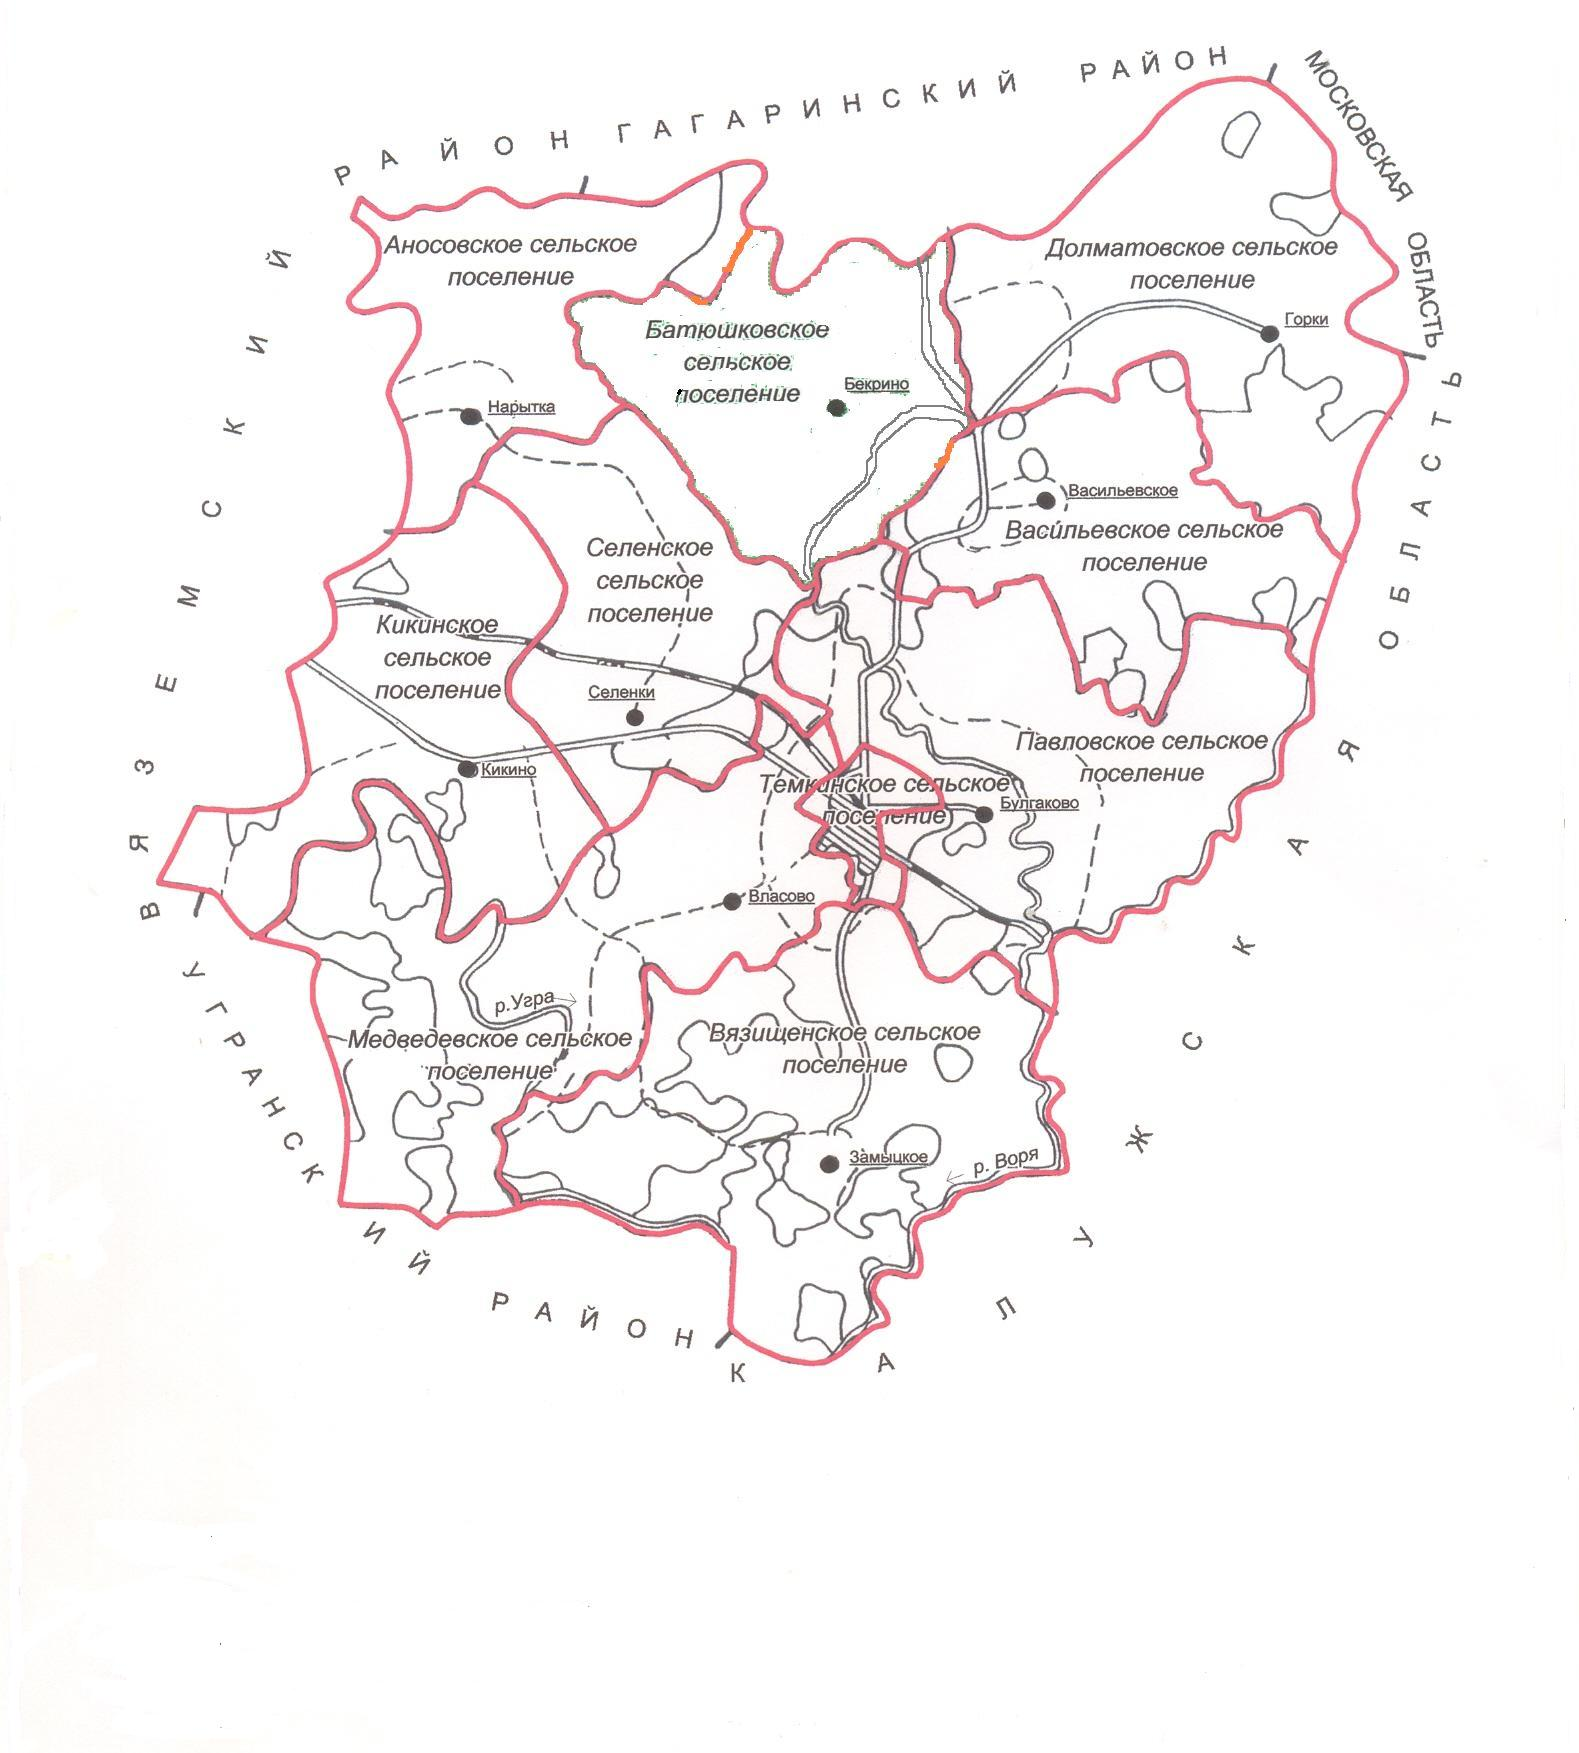 РАЙОН ГАГАРИНСКИЙ РАЙОН
МОСКОВСКАЯ ОБЛАСТЬ
Аносовское сельское
поселение
Долматовское сельское
поселение
Горки
Батюшковское
сельское
поселение
Бекрино
Нарытка
Васильевское
Васильевское сельское
поселение
Селенское
сельское
поселение
Кикинское
сельское
поселение
Селенки
Кикино
Павловское сельское
поселение
Темкинское сельское
поселение
Булгаково
Власово
р.Угра
Медведевское сельское
поселение
Вязищенское сельское
поселение
Замыцкое
р. Воря
ВЯЗЕМСКИЙ
УГРАНСКИЙ РАЙОН
КАЛУЖСКАЯ ОБЛАСТЬ